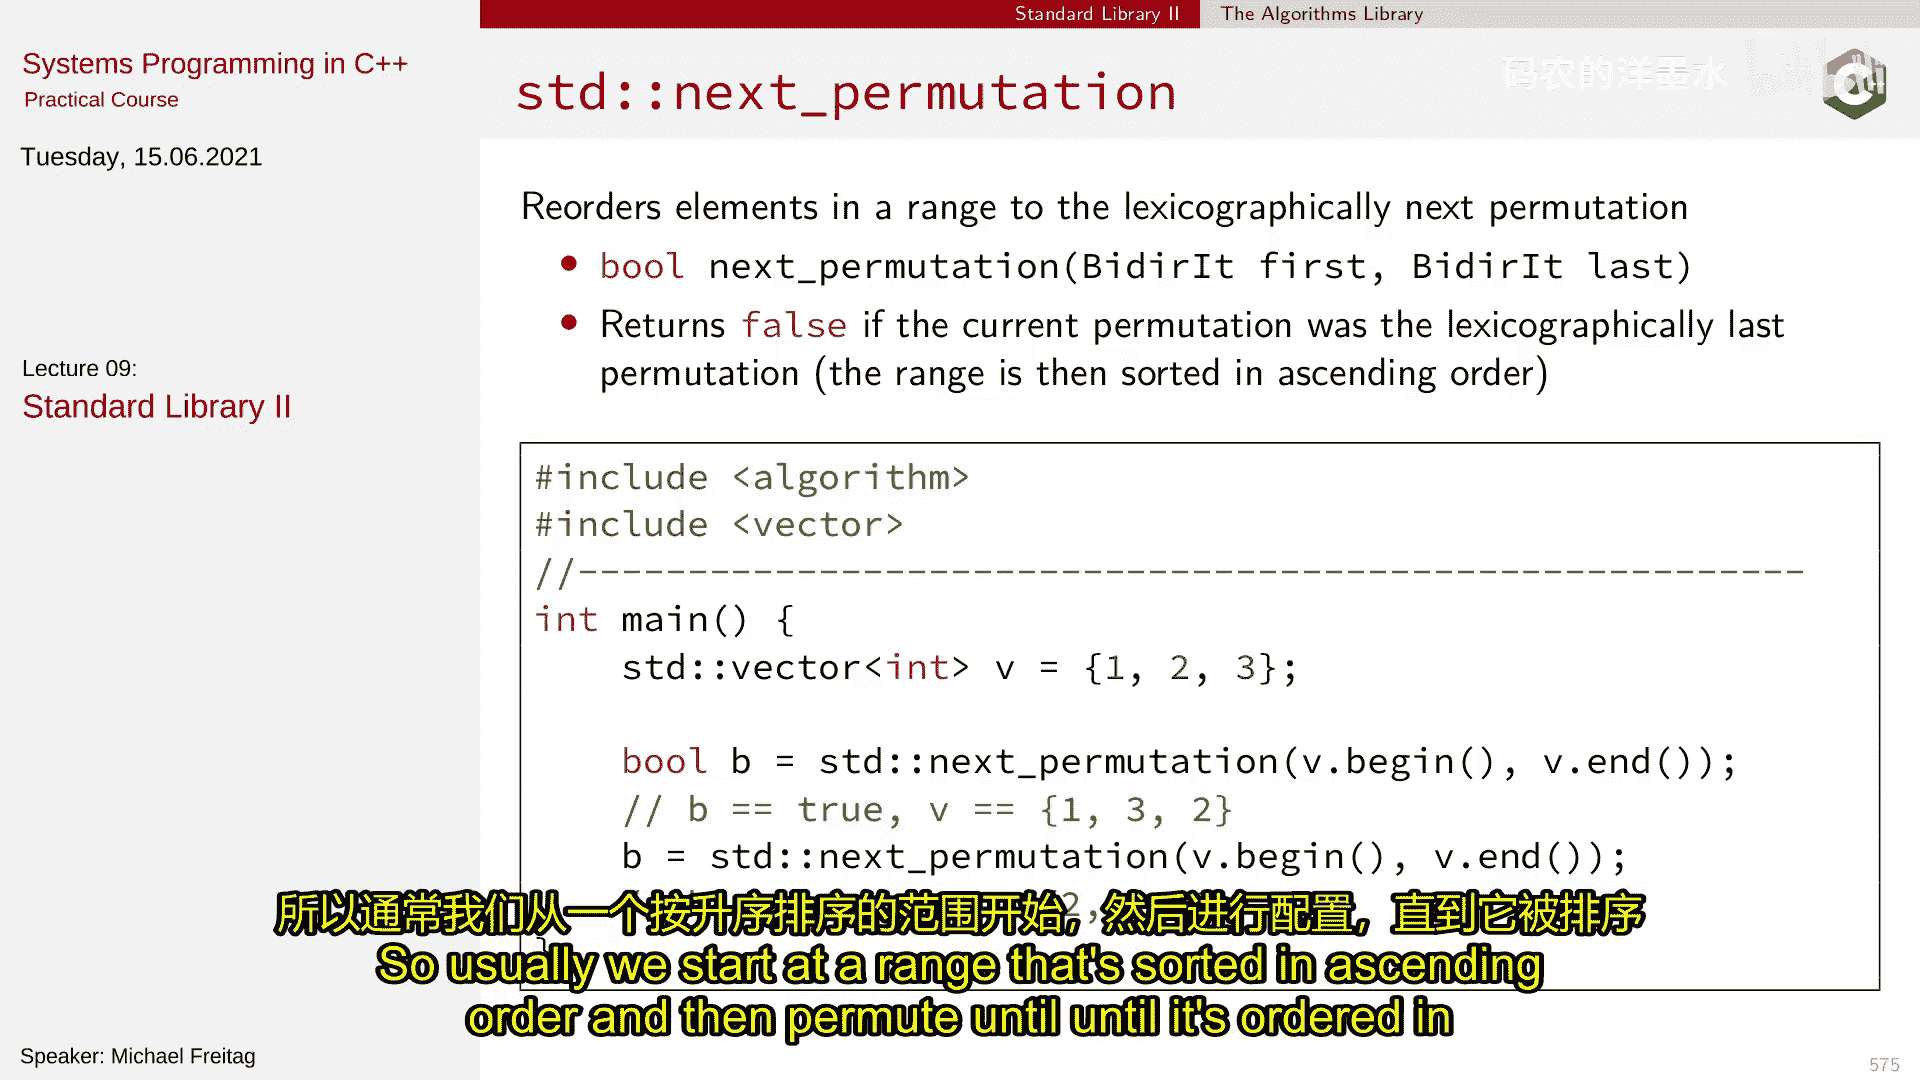 Standard Library II
The Algorithms Library
Systems Programming in C++
Practical Course
Tuesday, 15.06.2021
Lecture 09:
Standard Library II
std::next_permutation
码农的洋墨水
Reorders elements in a range to the lexicographically next permutation
• bool next_permutation(BidirIt first, BidirIt last)
• Returns false if the current permutation was the lexicographically last
permutation (the range is then sorted in ascending order)
#include <algorithm>
#include <vector>
//--------------------------------------------------------
int main() {
std::vector<int> v = {1, 2, 3};
bool b = std::next_permutation(v.begin(), v.end());
// b == true, v == {1, 3, 2}
b = std::next_permutation(v.begin(), v.end());
所以通常我们从一个按升序排序的范围开始，然后进行配置，直到它被排序
So usually we start at a range that's sorted in ascending
order and then permute until until it's ordered in
Speaker: Michael Freitag
575